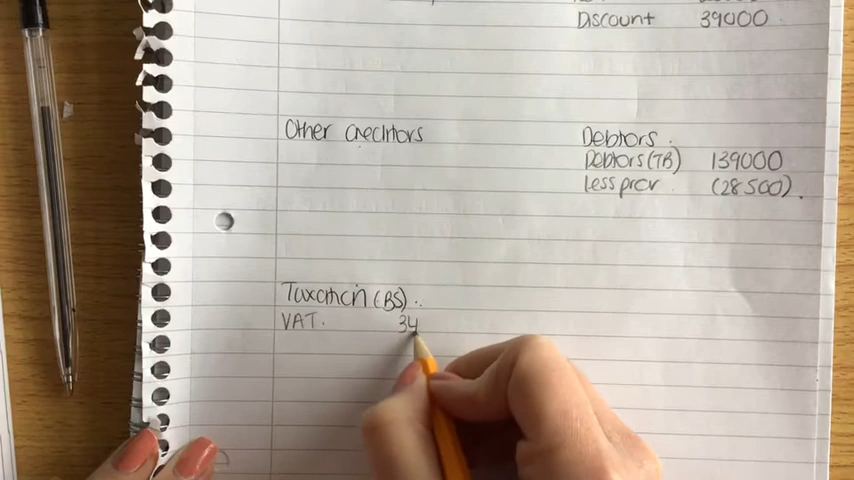 Discount 39000
Other creditors
Debtors.
Debtors (TB) 139000
Less prov (28500).
Taxation (BS)..
VAT. 34